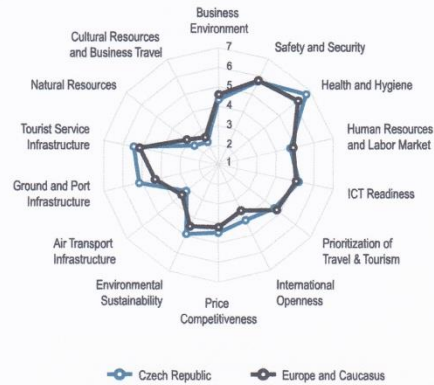 Business
Environment
Cultural Resources
and Business Travel
Safety and Security
Natural Resources
Health and Hygiene
Tourist Service
Infrastructure
Human Resources
and Labor Market
Ground and Port
Infrastructure
ICT Readiness
Air Transport
Infrastructure
Prioritization of
Travel & Tourism
Environmental
Sustainability
International
Openness
Price
Competitiveness
7
6
5
4
3
2
1
Czech Republic
Europe and Caucasus